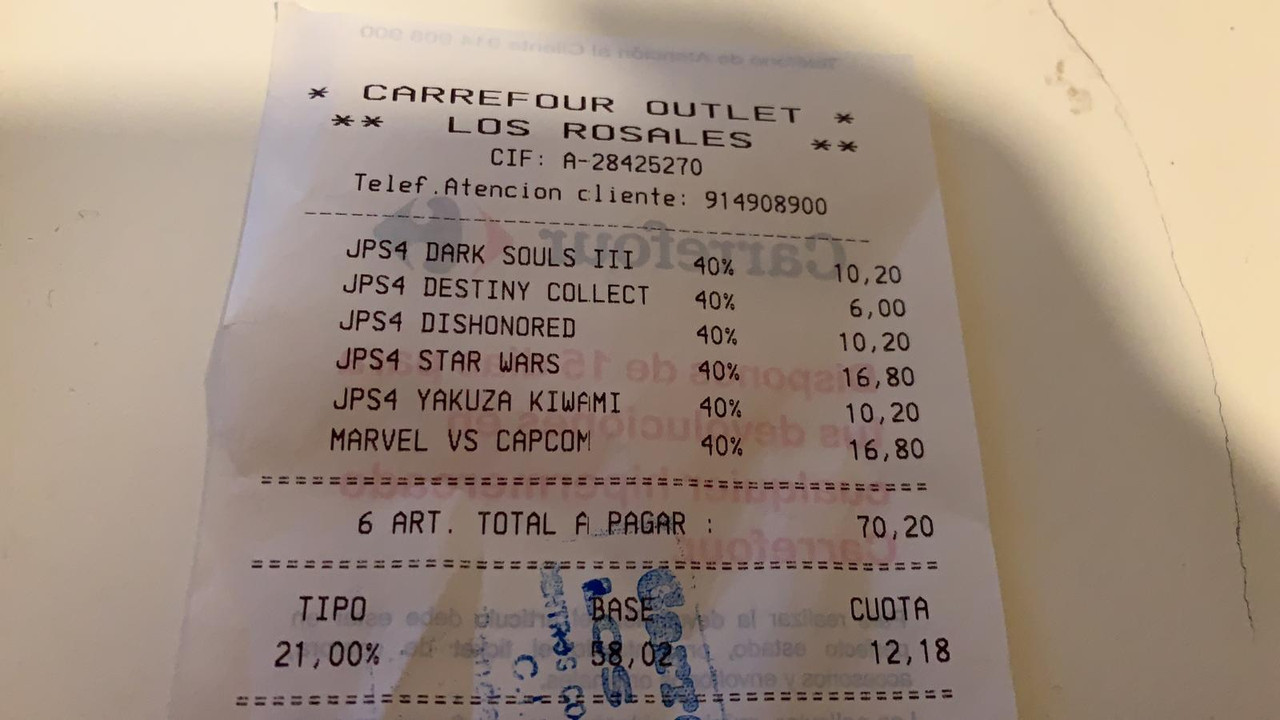 * CARREFOUR OUTLET *
** LOS ROSALES **
CIF: A-28425270
Telef.Atencion cliente: 914908900
JPS4 DARK SOULS III 40% 10,20
JPS4 DESTINY COLLECT 40% 6,00
JPS4 DISHONORED 40% 10,20
JPS4 STAR WARS 40% 16,80
JPS4 YAKUZA KIWAMI 40% 10,20
MARVEL VS CAPCOM 40% 16,80
6 ART. TOTAL A PAGAR : 70,20
TIPO BASE CUOTA
21,00% 58,02 12,18